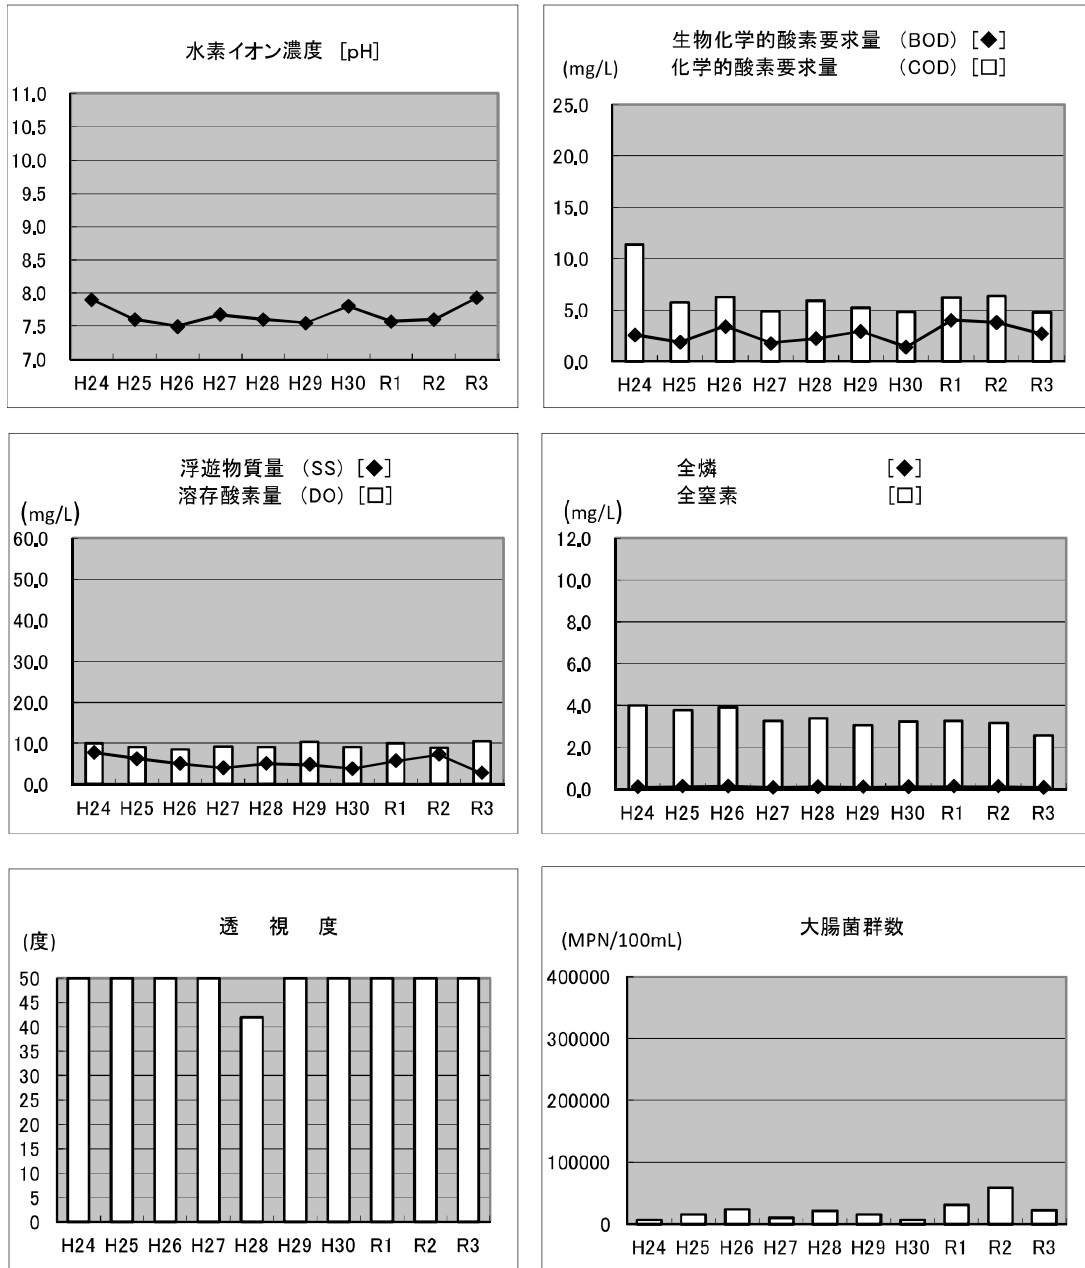 水素イオン濃度 [pH]
11.0
10.5
10.0
9.5
9.0
8.5
8.0
7.5
7.0
H24 H25 H26 H27 H28 H29 H30 R1 R2 R3
生物化学的酸素要求量 (BOD) [◆]
化学的酸素要求量 (COD) [□]
(mg/L)
25.0
20.0
15.0
10.0
5.0
0.0
H24 H25 H26 H27 H28 H29 H30 R1 R2 R3
浮遊物質量 (SS) [◆]
溶存酸素量 (DO) [□]
(mg/L)
60.0
50.0
40.0
30.0
20.0
10.0
0.0
H24 H25 H26 H27 H28 H29 H30 R1 R2 R3
全燐 [◆]
全窒素 [□]
(mg/L)
12.0
10.0
8.0
6.0
4.0
2.0
0.0
H24 H25 H26 H27 H28 H29 H30 R1 R2 R3
透 視 度
(度)
50
45
40
35
30
25
20
15
10
5
0
H24 H25 H26 H27 H28 H29 H30 R1 R2 R3
大腸菌群数
(MPN/100mL)
400000
300000
200000
100000
0
H24 H25 H26 H27 H28 H29 H30 R1 R2 R3